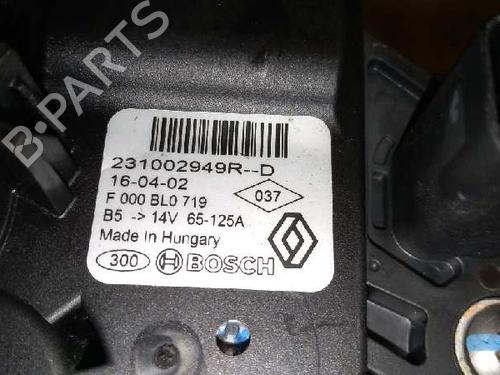 B-PARTS
231002949R--D
16-04-02
037
F 000 BL0 719
B5 -> 14V 65-125A
Made In Hungary
300 BOSCH